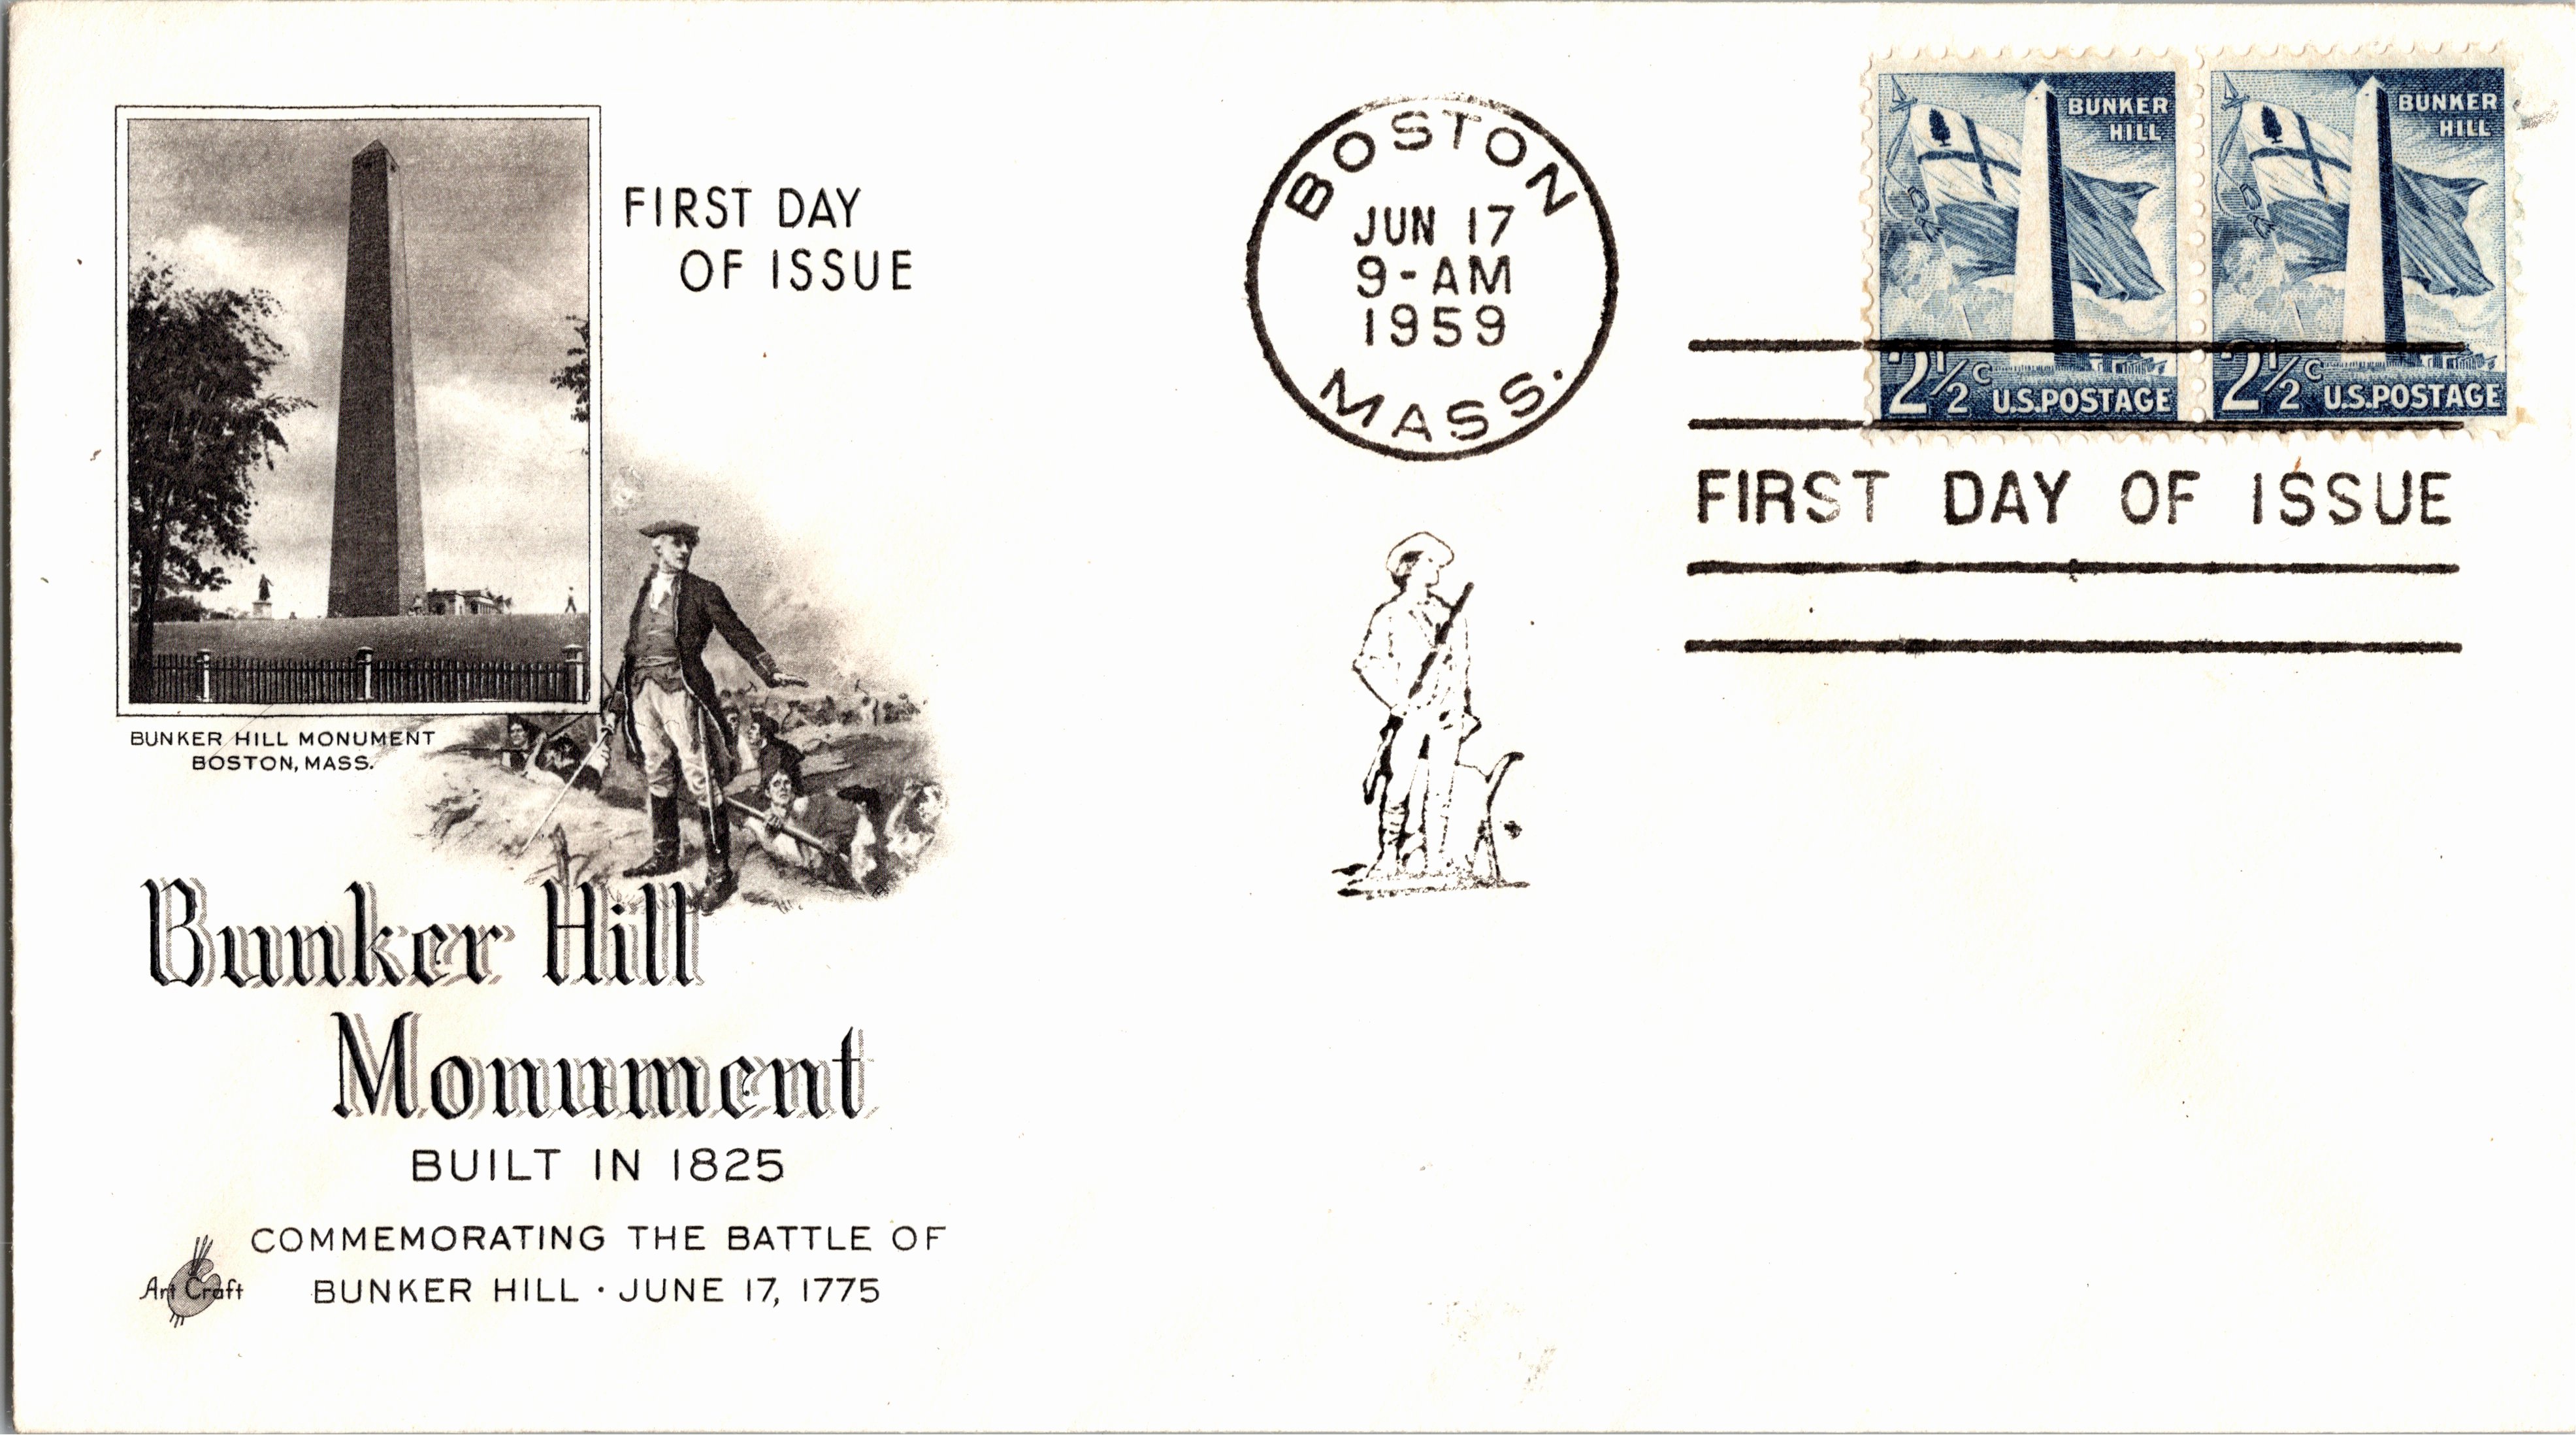 FIRST DAY
OF ISSUE
BUNKER HILL MONUMENT
BOSTON, MASS.
Bunker Hill
Monument
BUILT IN 1825
COMMEMORATING THE BATTLE OF
BUNKER HILL · JUNE 17, 1775
Art Craft
BOSTON
JUN 17
9-AM
1959
MASS.
BUNKER
HILL
2½c U.S.POSTAGE
BUNKER
HILL
2½c U.S.POSTAGE
FIRST DAY OF ISSUE